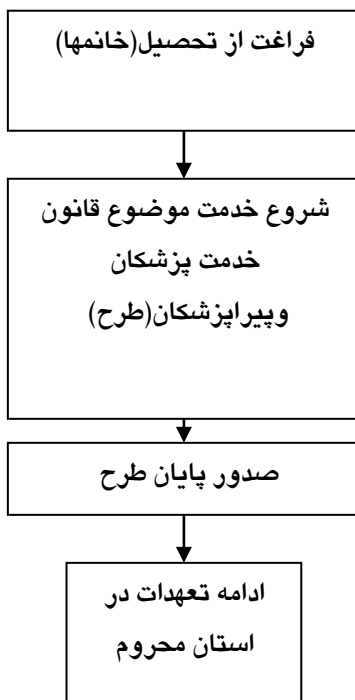 فراغت از تحصیل(خانمها)
شروع خدمت موضوع قانون
خدمت پزشکان
وپیراپزشکان(طرح)
صدور پایان طرح
ادامه تعهدات در
استان محروم